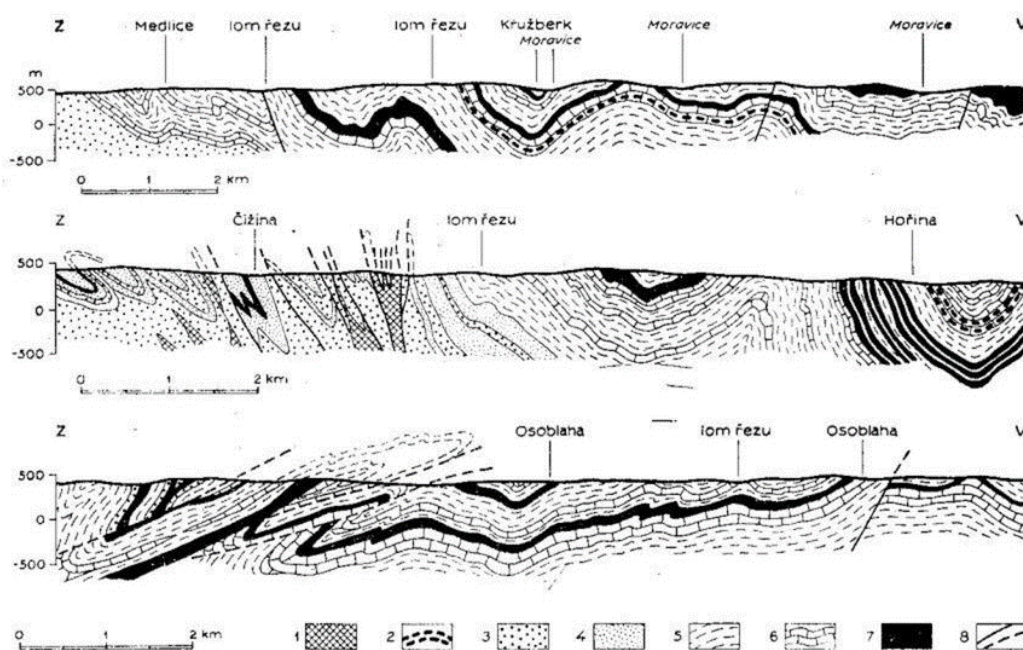 Z Medlice lom řezu lom řezu Kružberk Moravice Moravice V
Moravice
m
500
0
-500
0 1 2 km
Z Čižina lom řezu Hořina V
500
0
-500
0 1 2 km
Z Osoblaha lom řezu Osoblaha V
500
0
-500
0 1 2 km 1 2 3 4 5 6 7 8